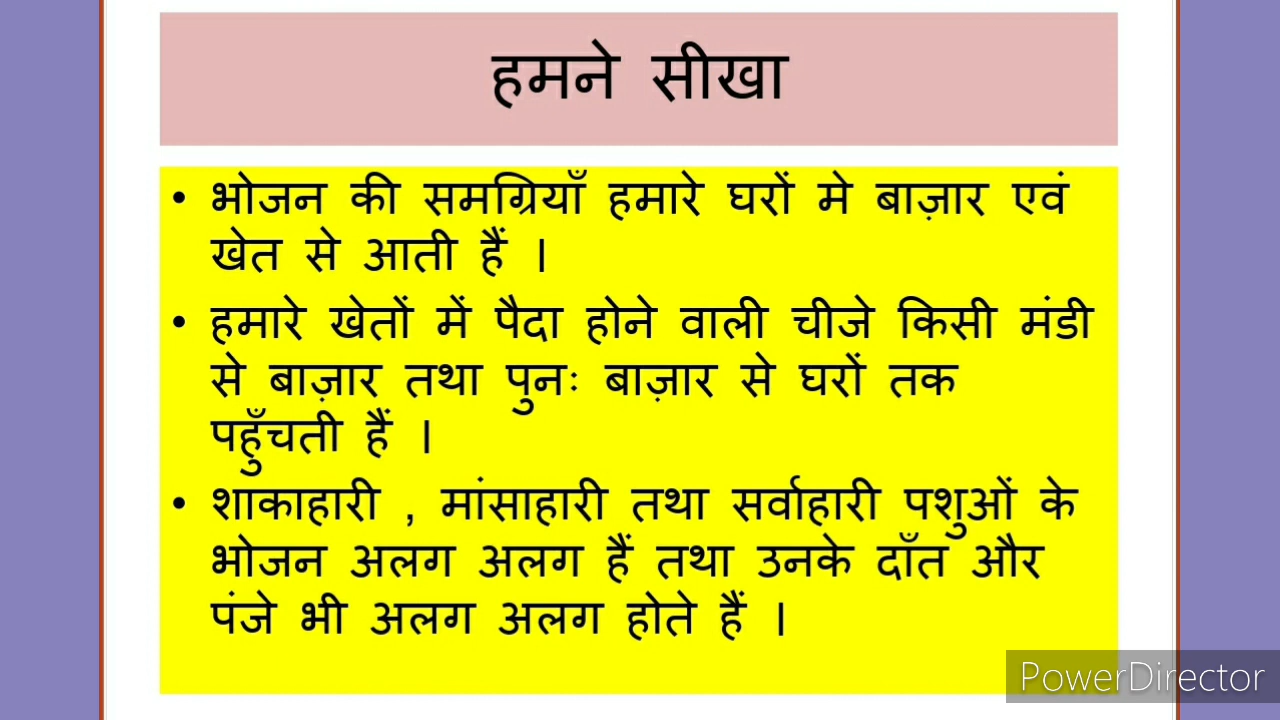 हमने सीखा
• भोजन की समग्रियाँ हमारे घरों मे बाज़ार एवं
खेत से आती हैं ।
• हमारे खेतों में पैदा होने वाली चीजे किसी मंडी
से बाज़ार तथा पुनः बाज़ार से घरों तक
पहुँचती हैं ।
• शाकाहारी , मांसाहारी तथा सर्वाहारी पशुओं के
भोजन अलग अलग हैं तथा उनके दाँत और
पंजे भी अलग अलग होते हैं ।
PowerDirector